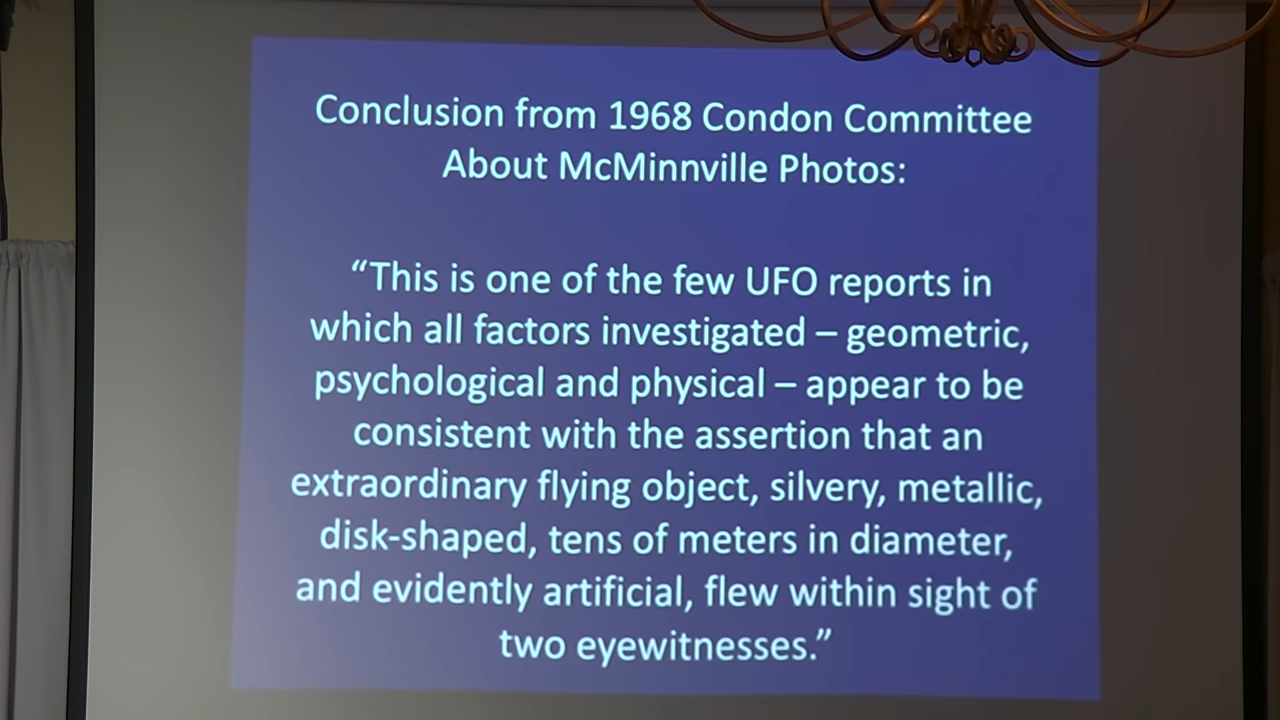 Conclusion from 1968 Condon Committee
About McMinnville Photos:
“This is one of the few UFO reports in
which all factors investigated – geometric,
psychological and physical – appear to be
consistent with the assertion that an
extraordinary flying object, silvery, metallic,
disk-shaped, tens of meters in diameter,
and evidently artificial, flew within sight of
two eyewitnesses.”